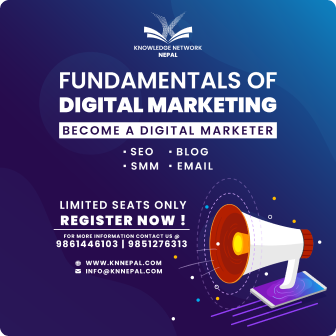 KNOWLEDGE NETWORK
NEPAL
FUNDAMENTALS OF
DIGITAL MARKETING
BECOME A DIGITAL MARKETER
• SEO • BLOG
• SMM • EMAIL
LIMITED SEATS ONLY
REGISTER NOW !
FOR MORE INFORMATION CONTACT US @
9861446103 | 9851276313
WWW.KNNEPAL.COM
INFO@KNNEPAL.COM